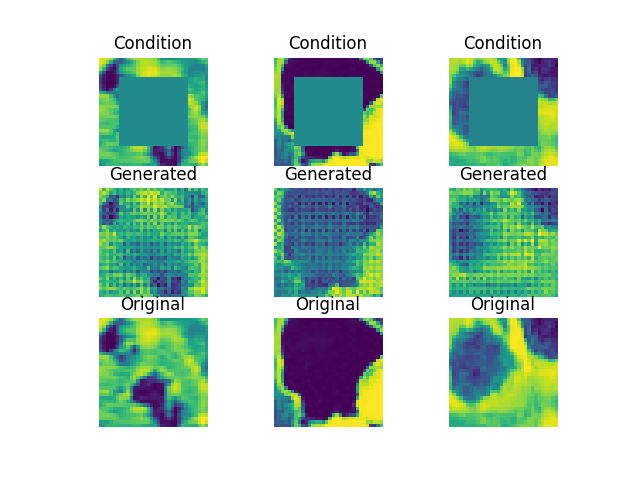 Condition Condition Condition
Generated Generated Generated
Original Original Original